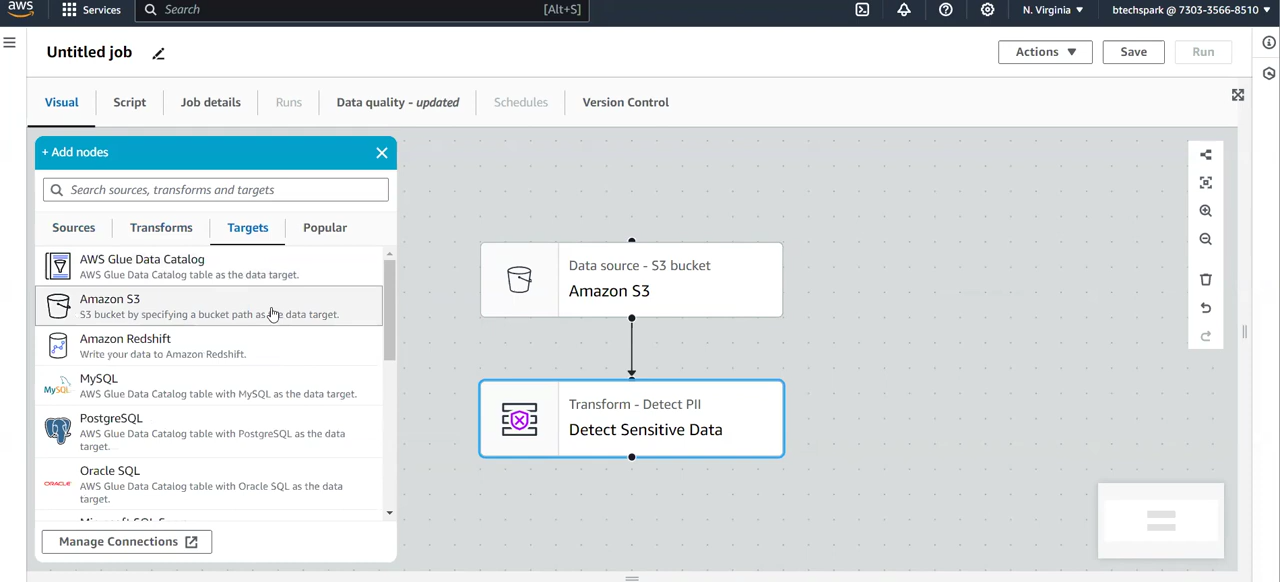 aws
Services
Search
[Alt+S]
N. Virginia
btechspark @ 7303-3566-8510
Untitled job
Actions
Save
Run
Visual
Script
Job details
Runs
Data quality - updated
Schedules
Version Control
+ Add nodes
Search sources, transforms and targets
Sources
Transforms
Targets
Popular
AWS Glue Data Catalog
AWS Glue Data Catalog table as the data target.
Amazon S3
S3 bucket by specifying a bucket path as the data target.
Amazon Redshift
Write your data to Amazon Redshift.
MySQL
MySQL
AWS Glue Data Catalog table with MySQL as the data target.
PostgreSQL
AWS Glue Data Catalog table with PostgreSQL as the data
target.
Oracle SQL
ORACLE
AWS Glue Data Catalog table with Oracle SQL as the data
target.
Manage Connections
Data source - S3 bucket
Amazon S3
Transform - Detect PII
Detect Sensitive Data